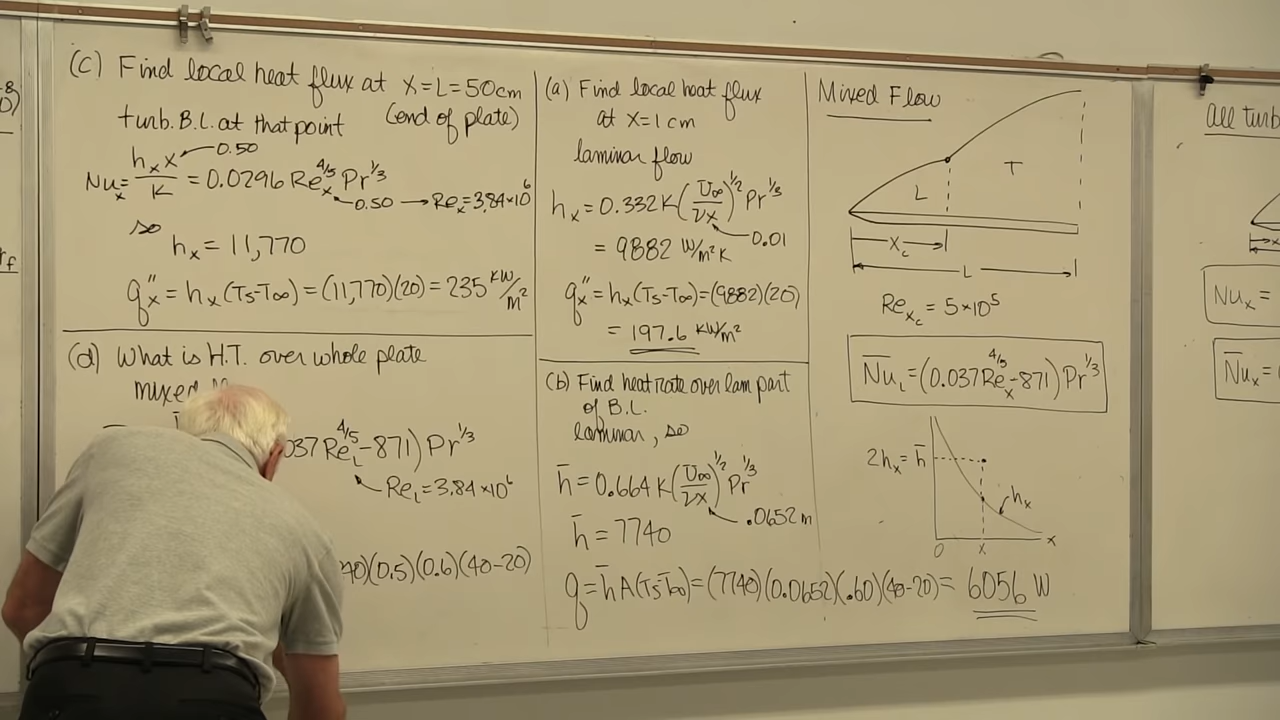 (c) Find local heat flux at X=L=50cm
turb. B.L. at that point (end of plate)
Nu_x = h_x x / K = 0.0296 Re_x^4/5 Pr^1/3
0.50
0.50 → Re_x = 3.84×10^6
so
h_x = 11,770
q''_x = h_x(Ts-T∞) = (11,770)(20) = 235 KW/m²
(d) What is H.T. over whole plate
mixed
037 Re_L^4/5 - 871) Pr^1/3
Re_L = 3.84×10^6
40)(0.5)(0.6)(40-20)
(a) Find local heat flux
at X=1cm
laminar flow
h_x = 0.332 K (U∞/νx)^1/2 Pr^1/3
0.01
= 9882 W/m²K
q''_x = h_x(Ts-T∞) = (9882)(20)
= 197.6 KW/m²
(b) Find heat rate over lam part
of B.L.
laminar, so
h̄ = 0.664 K (U∞/νx)^1/2 Pr^1/3
.0652 m
h̄ = 7740
q = h̄A(Ts-T∞) = (7740)(0.0652)(.60)(40-20) = 6056 W
Mixed Flow
L
T
X_c
L
Re_xc = 5×10^5
N̄u_L = (0.037 Re_x^4/5 - 871) Pr^1/3
2h_x = h̄
h_x
0 x x
All turb
Nu_x =
N̄u_x =